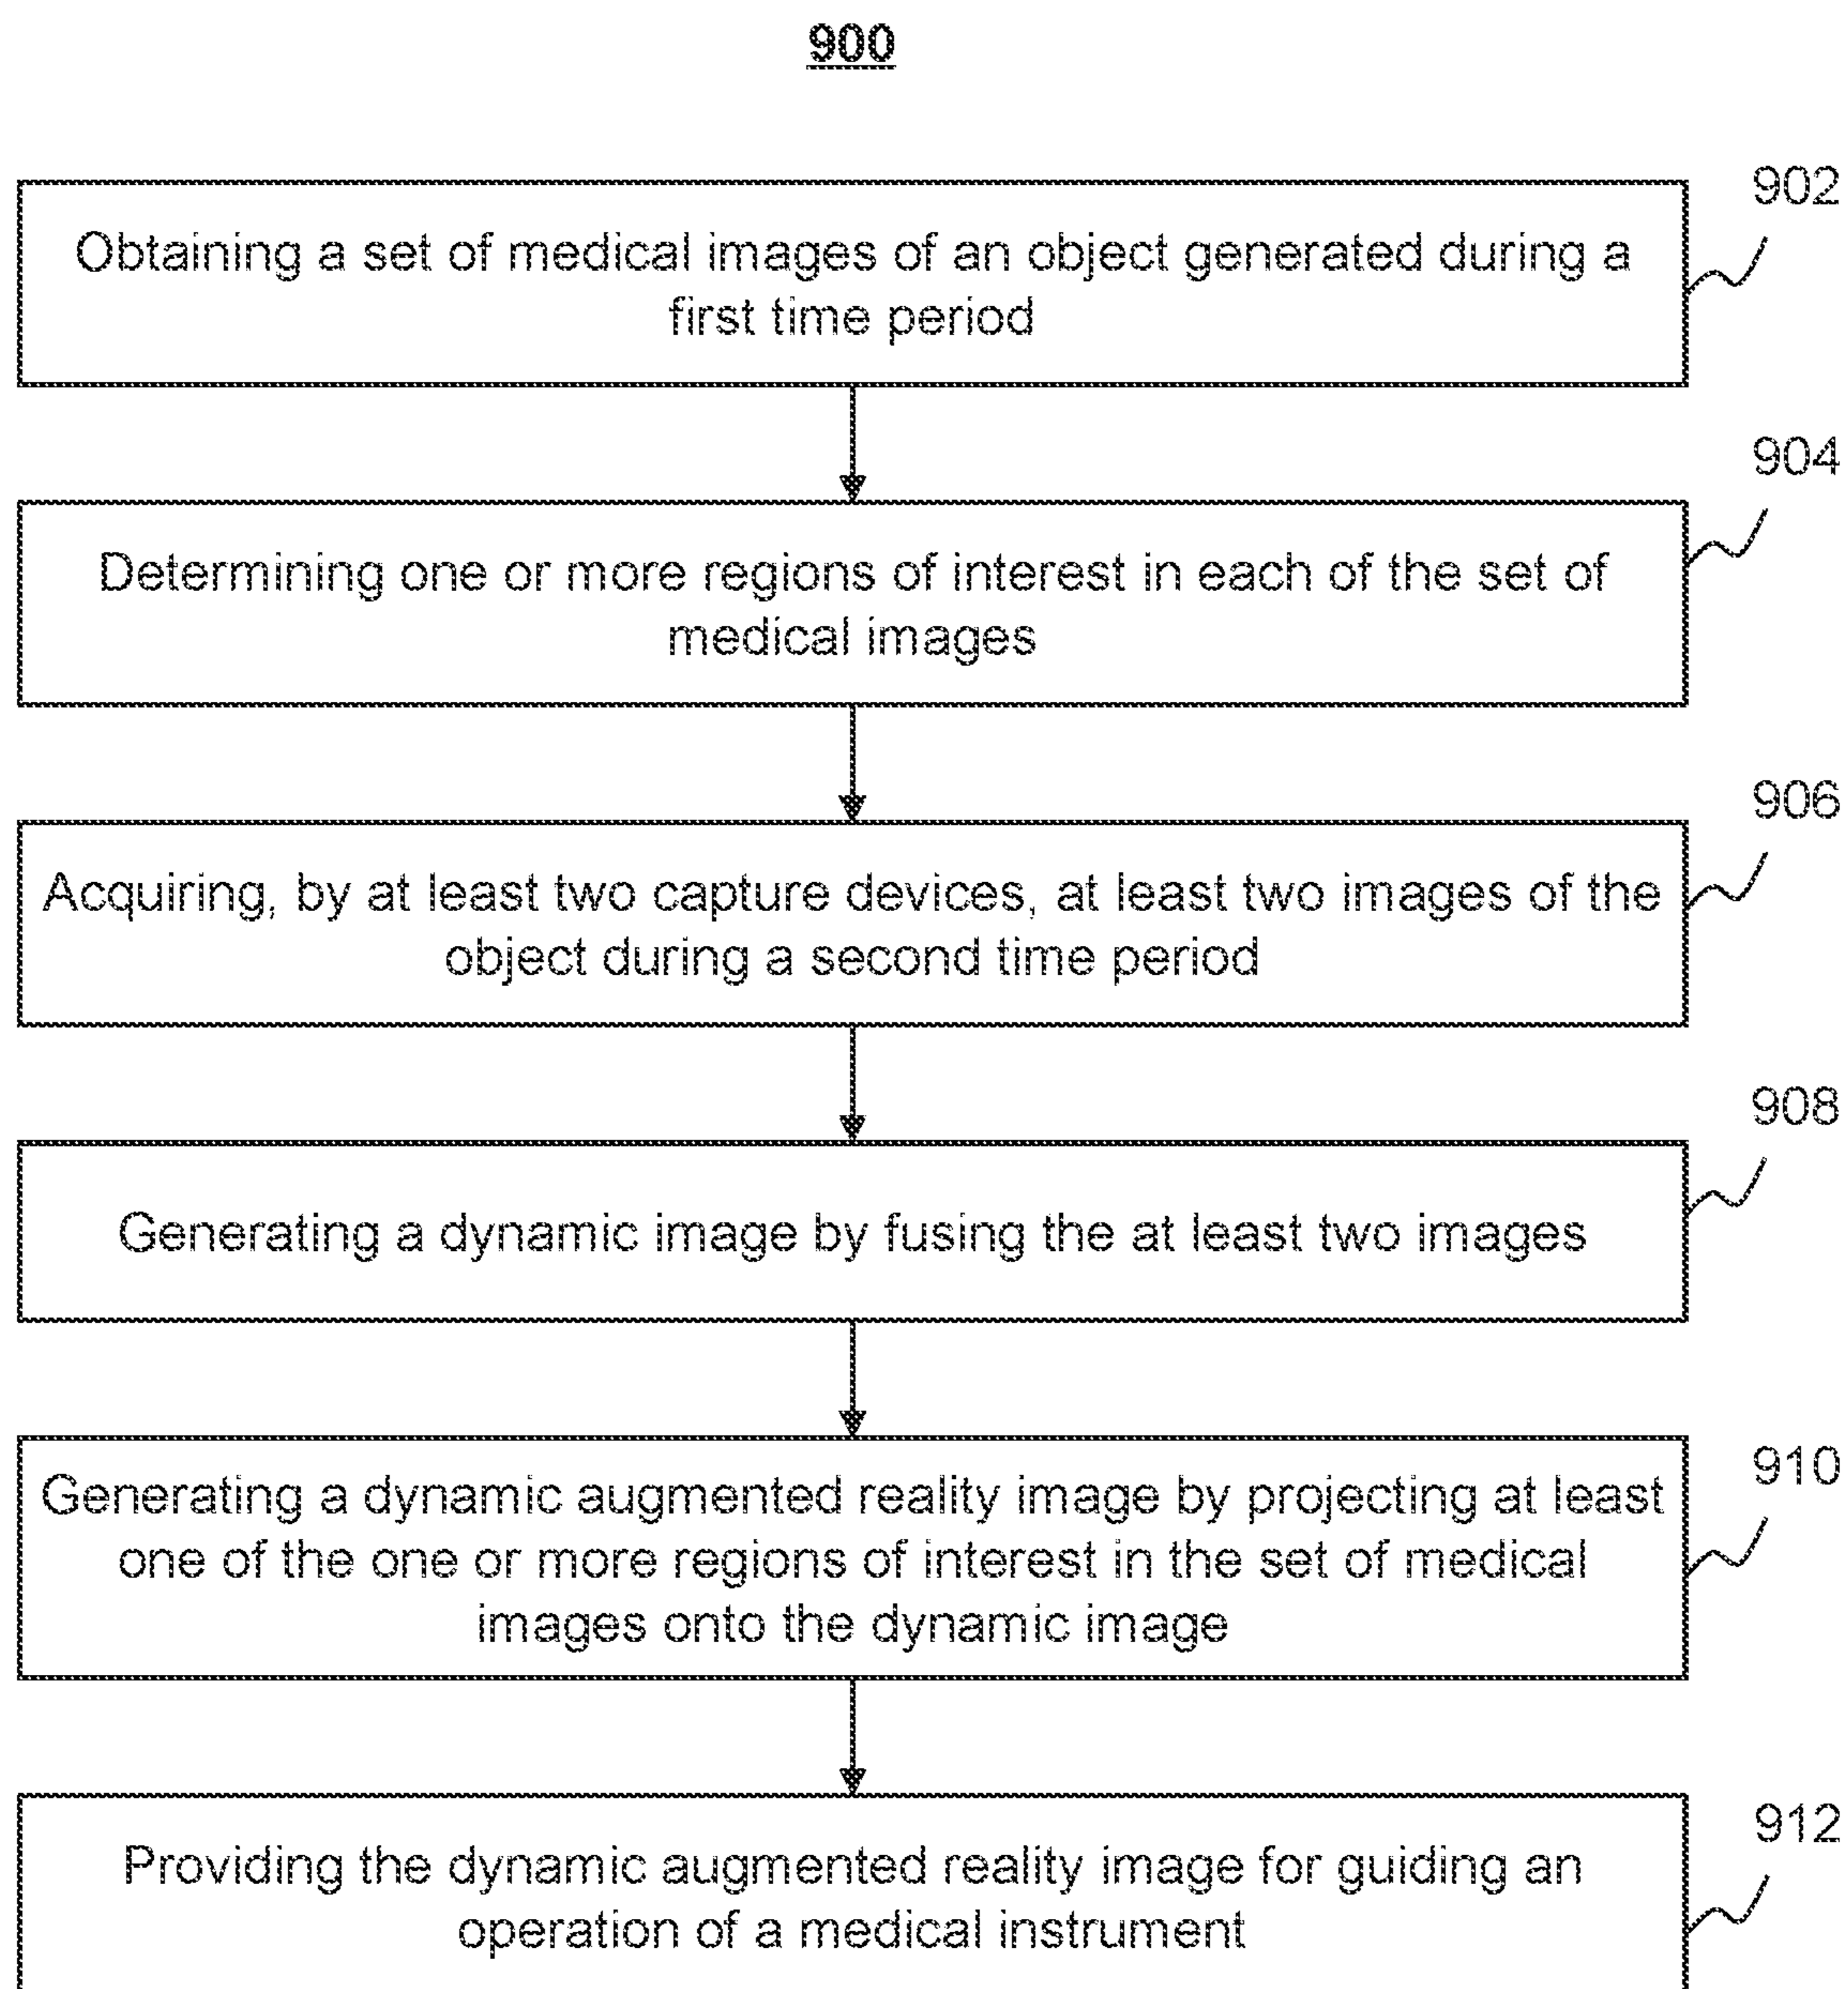 900
902
Obtaining a set of medical images of an object generated during a
first time period
904
Determining one or more regions of interest in each of the set of
medical images
906
Acquiring, by at least two capture devices, at least two images of the
object during a second time period
908
Generating a dynamic image by fusing the at least two images
910
Generating a dynamic augmented reality image by projecting at least
one of the one or more regions of interest in the set of medical
images onto the dynamic image
912
Providing the dynamic augmented reality image for guiding an
operation of a medical instrument